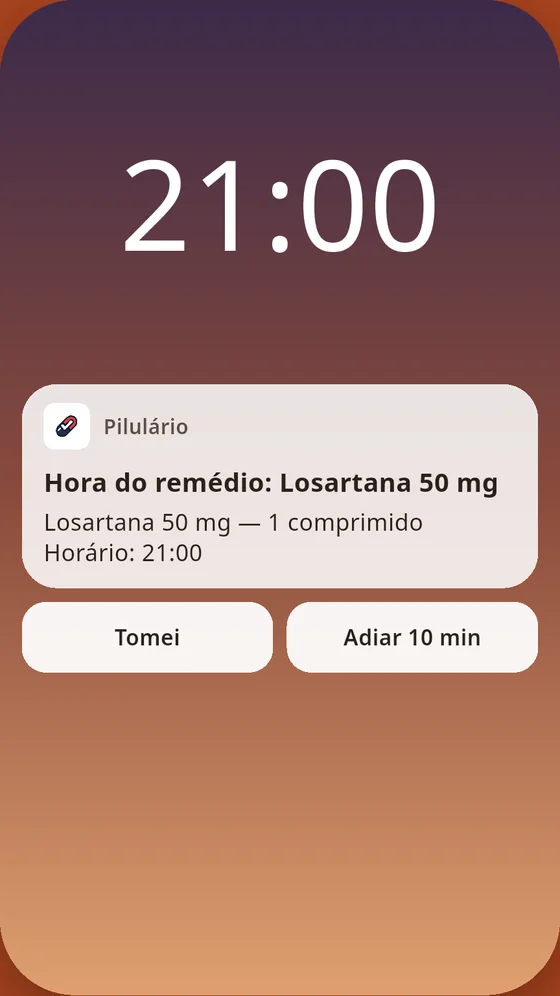 21:00
Pilulário
Hora do remédio: Losartana 50 mg
Losartana 50 mg — 1 comprimido
Horário: 21:00
Tomei
Adiar 10 min